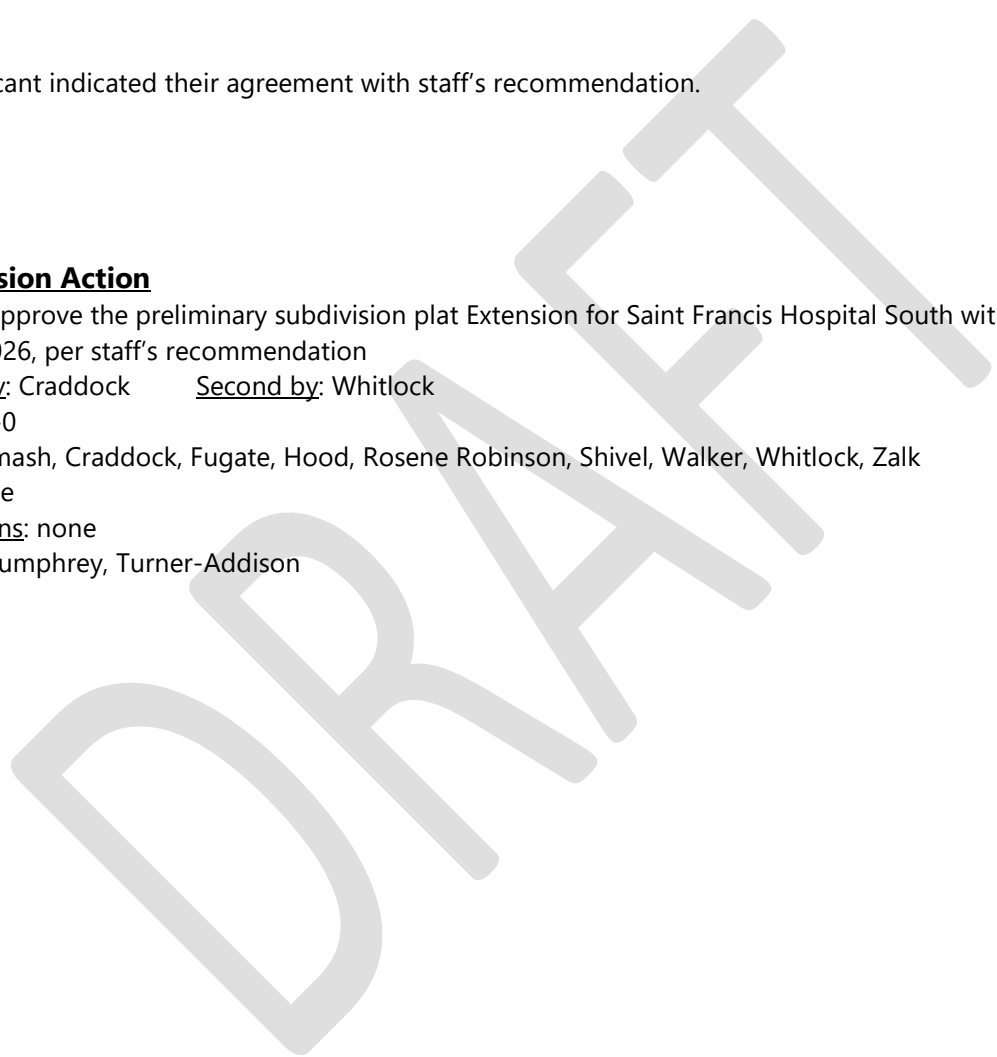 cant indicated their agreement with staff's recommendation.
sion Action
pprove the preliminary subdivision plat Extension for Saint Francis Hospital South wit
026, per staff's recommendation
y: Craddock Second by: Whitlock
-0
mash, Craddock, Fugate, Hood, Rosene Robinson, Shivel, Walker, Whitlock, Zalk
e
ns: none
umphrey, Turner-Addison
DRAFT